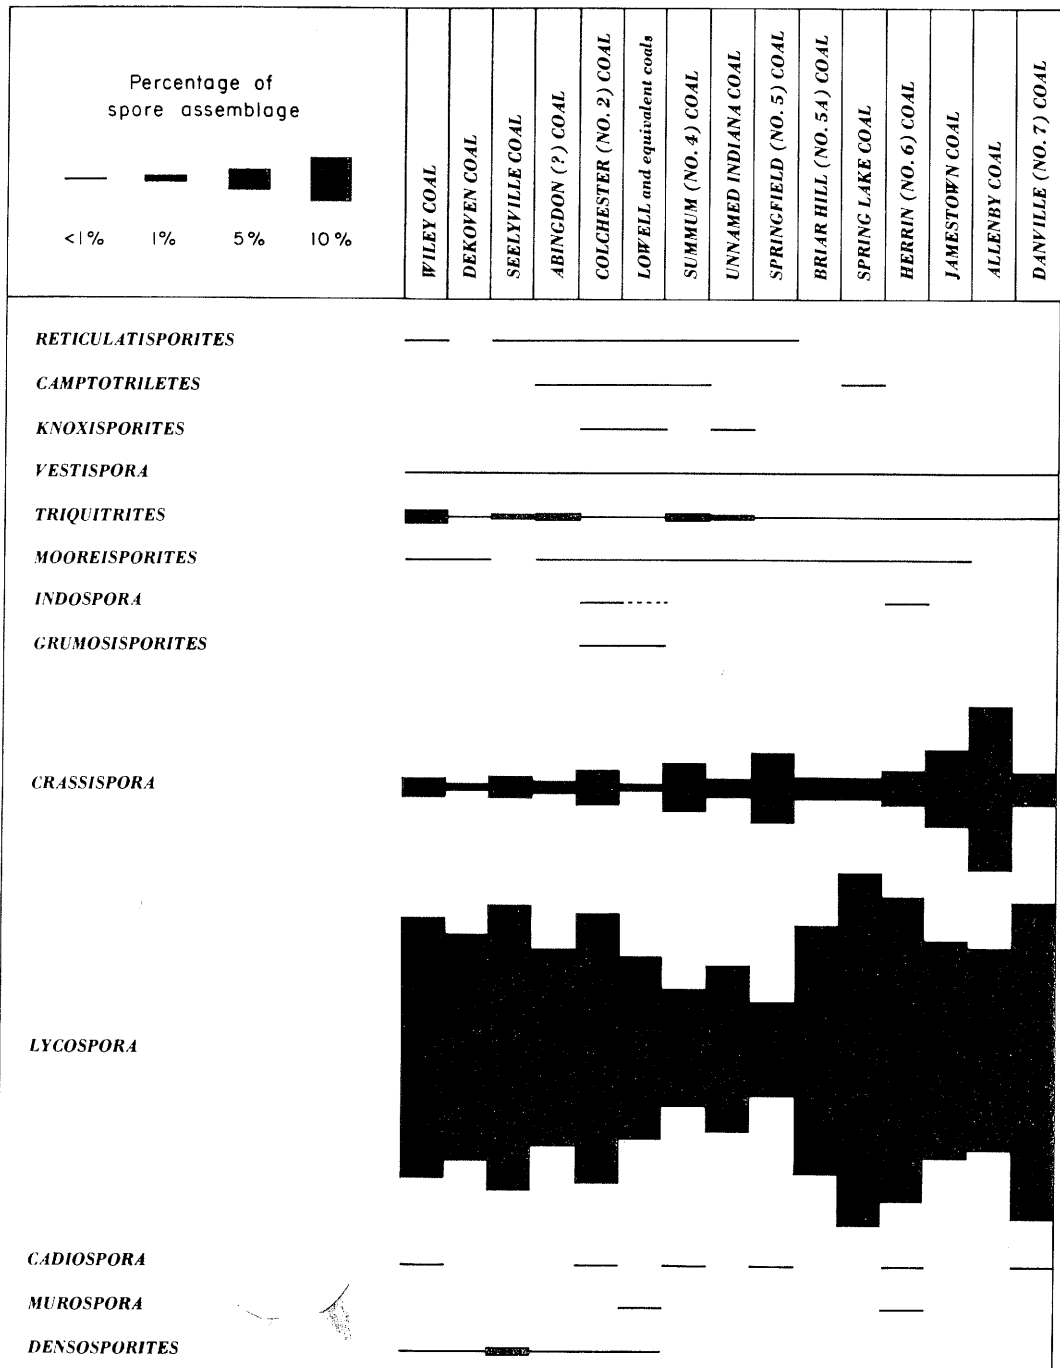 Percentage of
spore assemblage
<1% 1% 5% 10%
WILEY COAL
DEKOVEN COAL
SEELYVILLE COAL
ABINGDON (?) COAL
COLCHESTER (NO. 2) COAL
LOWELL and equivalent coals
SUMMUM (NO. 4) COAL
UNNAMED INDIANA COAL
SPRINGFIELD (NO. 5) COAL
BRIAR HILL (NO. 5A) COAL
SPRING LAKE COAL
HERRIN (NO. 6) COAL
JAMESTOWN COAL
ALLENBY COAL
DANVILLE (NO. 7) COAL
RETICULATISPORITES
CAMPTOTRILETES
KNOXISPORITES
VESTISPORA
TRIQUITRITES
MOOREISPORITES
INDOSPORA
GRUMOSISPORITES
CRASSISPORA
LYCOSPORA
CADIOSPORA
MUROSPORA
DENSOSPORITES